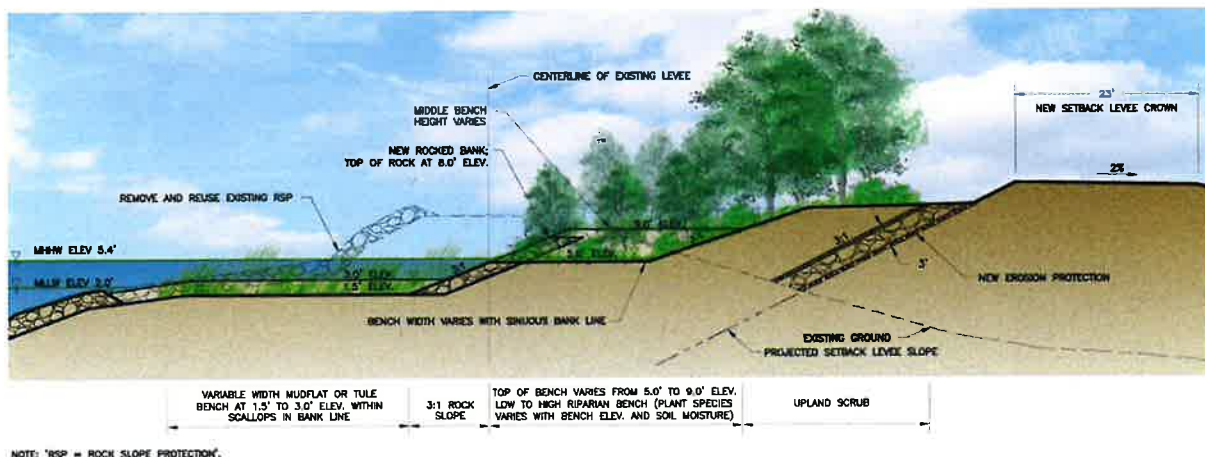 CENTERLINE OF EXISTING LEVEE
23'
NEW SETBACK LEVEE CROWN
MIDDLE BENCH
HEIGHT VARIES
NEW ROCKED BANK;
TOP OF ROCK AT 8.0' ELEV.
2%
REMOVE AND REUSE EXISTING RSP
MHHW ELEV 5.4'
MLLW ELEV 2.0'
3.0' ELEV.
1.5' ELEV.
3:1
9.0' ELEV.
5.0' ELEV.
3:1
3'
NEW EROSION PROTECTION
BENCH WIDTH VARIES WITH SINUOUS BANK LINE
EXISTING GROUND
PROJECTED SETBACK LEVEE SLOPE
VARIABLE WIDTH MUDFLAT OR TULE
BENCH AT 1.5' TO 3.0' ELEV. WITHIN
SCALLOPS IN BANK LINE
3:1 ROCK
SLOPE
TOP OF BENCH VARIES FROM 5.0' TO 9.0' ELEV.
LOW TO HIGH RIPARIAN BENCH (PLANT SPECIES
VARIES WITH BENCH ELEV. AND SOIL MOISTURE)
UPLAND SCRUB
NOTE: "RSP = ROCK SLOPE PROTECTION".